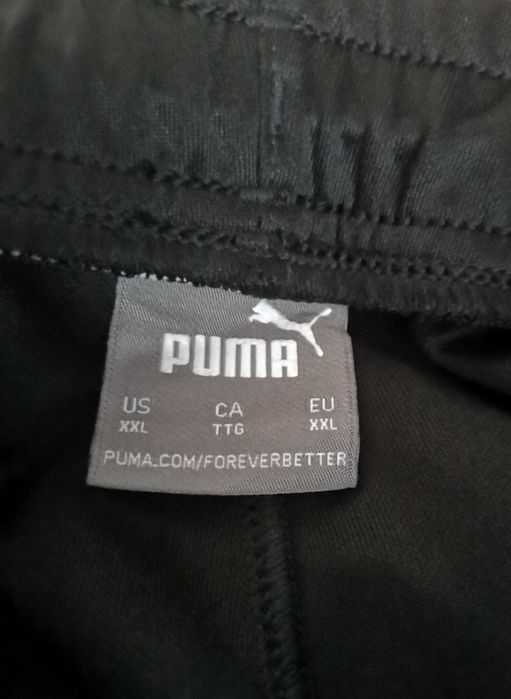 PUMA
US CA EU
XXL TTG XXL
PUMA.COM/FOREVERBETTER